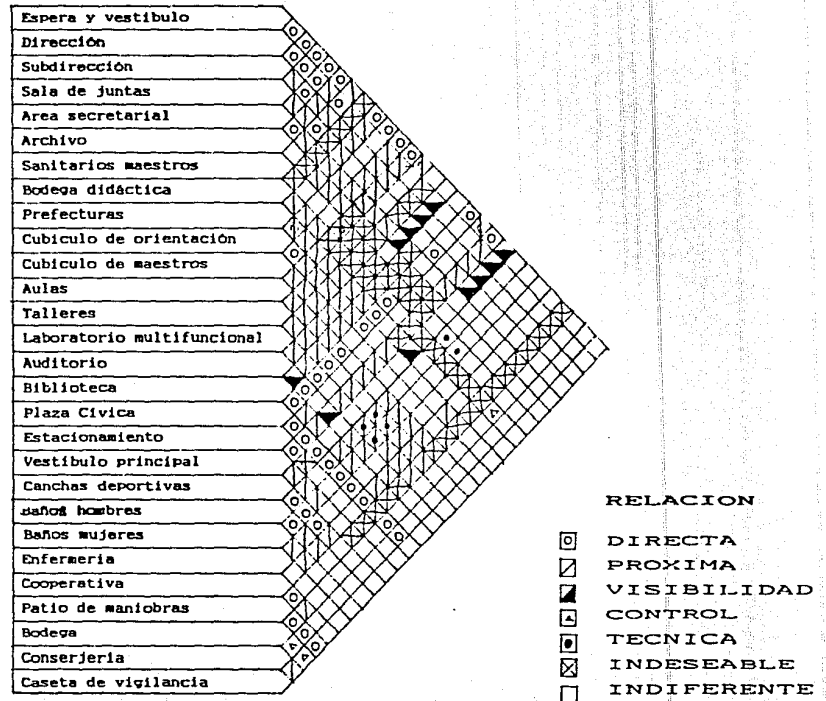 Espera y vestibulo
Dirección
Subdirección
Sala de juntas
Area secretarial
Archivo
Sanitarios maestros
Bodega didáctica
Prefecturas
Cubiculo de orientación
Cubiculo de maestros
Aulas
Talleres
Laboratorio multifuncional
Auditorio
Biblioteca
Plaza Civica
Estacionamiento
Vestibulo principal
Canchas deportivas
Baños hombres
Baños mujeres
Enfermeria
Cooperativa
Patio de maniobras
Bodega
Conserjeria
Caseta de vigilancia
RELACION
DIRECTA
PROXIMA
VISIBILIDAD
CONTROL
TECNICA
INDESEABLE
INDIFERENTE